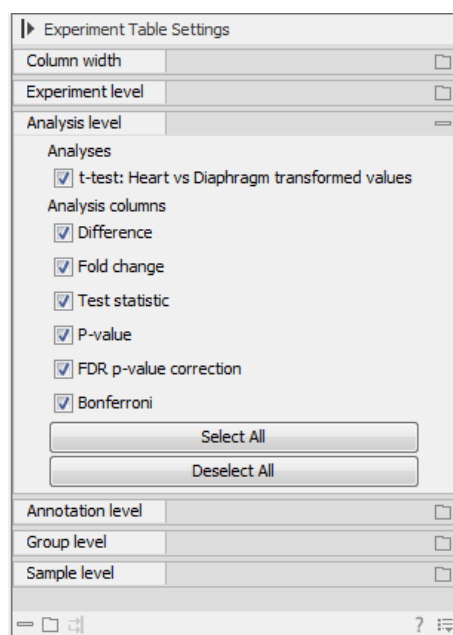 Experiment Table Settings
Column width
Experiment level
Analysis level
Analyses
t-test: Heart vs Diaphragm transformed values
Analysis columns
Difference
Fold change
Test statistic
P-value
FDR p-value correction
Bonferroni
Select All
Deselect All
Annotation level
Group level
Sample level
?